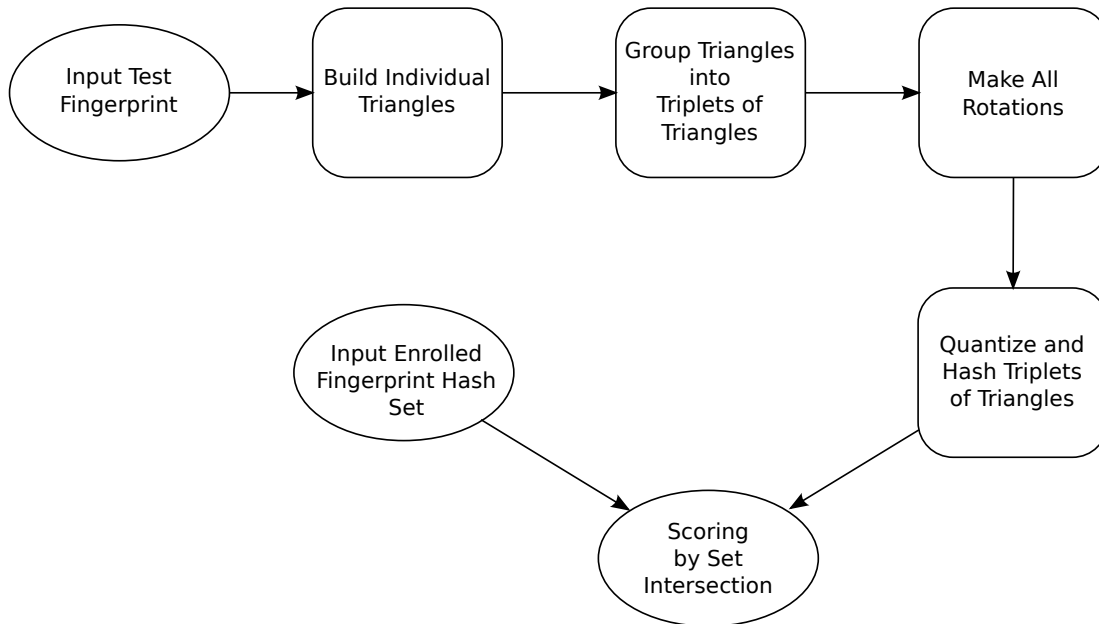 Input Test
Fingerprint
Build Individual
Triangles
Group Triangles
into
Triplets of
Triangles
Make All
Rotations
Quantize and
Hash Triplets
of Triangles
Input Enrolled
Fingerprint Hash
Set
Scoring
by Set
Intersection